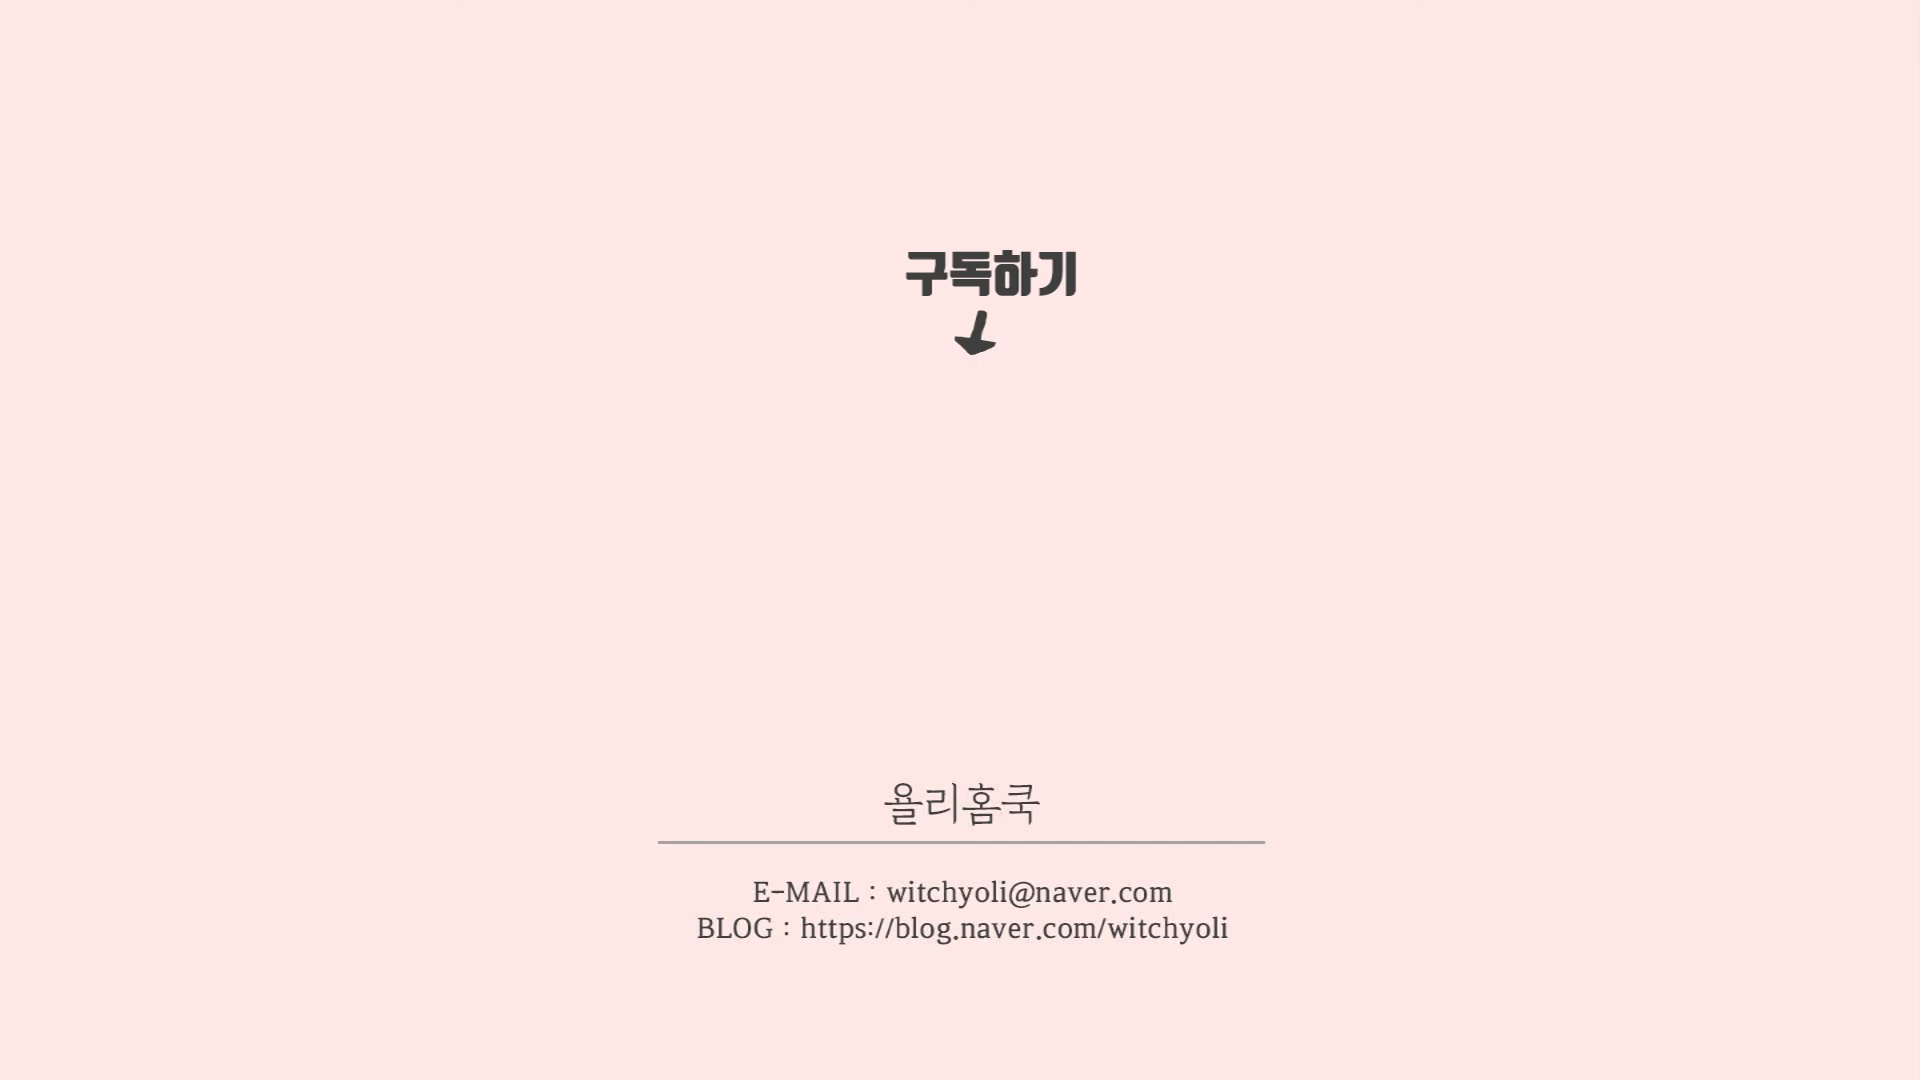 구독하기
욜리홈쿡
E-MAIL : witchyoli@naver.com
BLOG : https://blog.naver.com/witchyoli